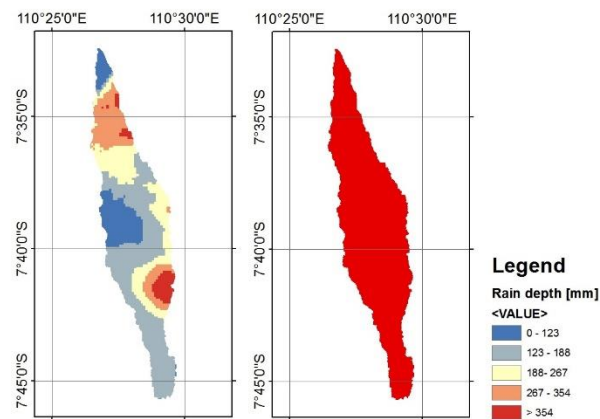 110°25'0"E 110°30'0"E 110°25'0"E 110°30'0"E
7°35'0"S 7°35'0"S
7°40'0"S 7°40'0"S
7°45'0"S 7°45'0"S
Legend
Rain depth [mm]
<VALUE>
0 - 123
123 - 188
188- 267
267 - 354
> 354